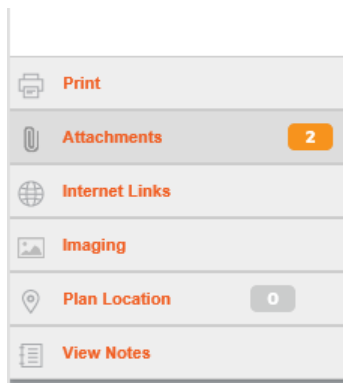 Print
Attachments 2
Internet Links
Imaging
Plan Location 0
View Notes